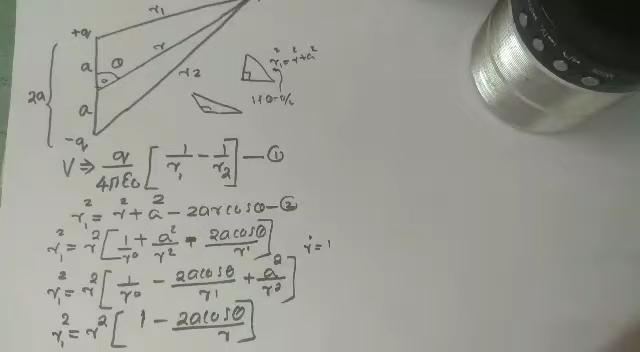 +q
r₁
a
θ
r
r₂
r₁² = r² + a²
2a
a
-q
V ⇒ q/4πε₀ [1/r₁ - 1/r₂] — ①
r₁² = r² + a² - 2ar cosθ — ②
r₁² = r² [1/r⁰ + a²/r² - 2a cosθ/r¹] r⁰ = 1
r₁² = r² [1/r⁰ - 2a cosθ/r¹ + a²/r²]
r₁² = r² [1 - 2a cosθ/r]